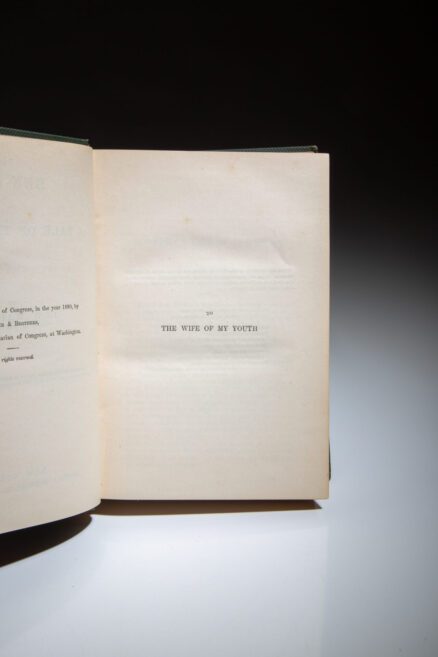 of Congress, in the year 1880, by
& Brothers,
of Congress, at Washington.
rights reserved.
TO
THE WIFE OF MY YOUTH